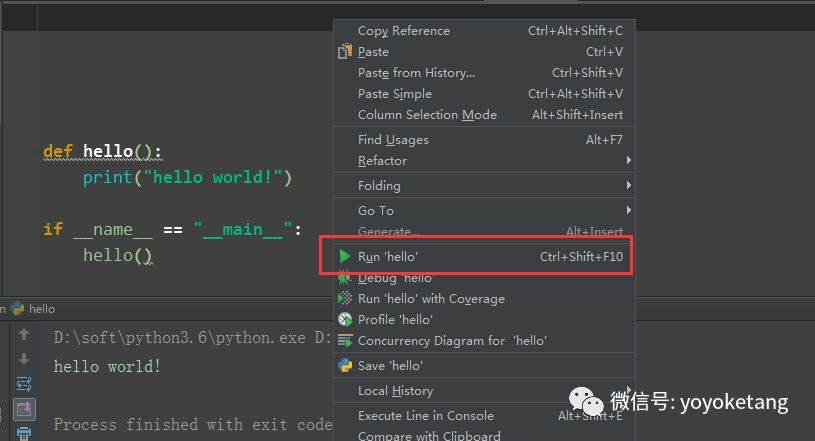 def hello():
print("hello world!")
if __name__ == "__main__":
hello()
Copy Reference Ctrl+Alt+Shift+C
Paste Ctrl+V
Paste from History... Ctrl+Shift+V
Paste Simple Ctrl+Alt+Shift+V
Column Selection Mode Alt+Shift+Insert
Find Usages Alt+F7
Refactor
Folding
Go To
Generate... Alt+Insert
Run 'hello' Ctrl+Shift+F10
Debug 'hello'
Run 'hello' with Coverage
Profile 'hello'
Concurrency Diagram for 'hello'
Save 'hello'
Local History
Execute Line in Console Alt+Shift+E
Compare with Clipboard
hello
D:\soft\python3.6\python.exe D:
hello world!
Process finished with exit code
微信号: yoyoketang